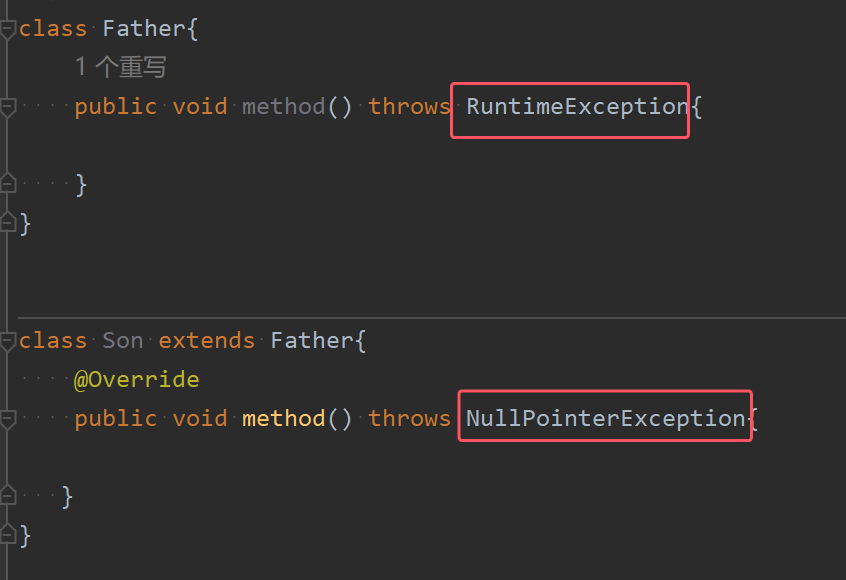 class Father{
1 个重写
public void method() throws RuntimeException{
}
}
class Son extends Father{
@Override
public void method() throws NullPointerException{
}
}